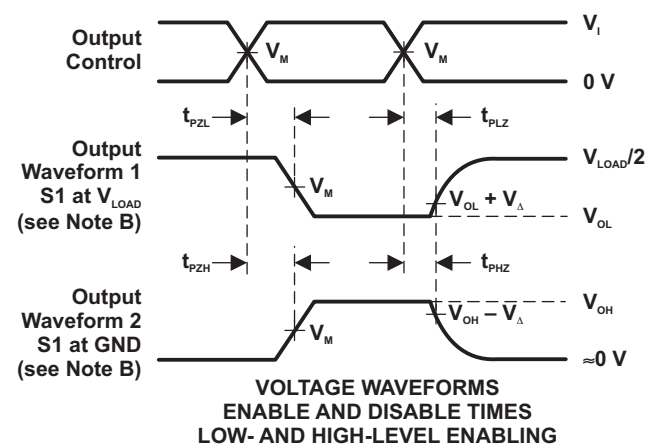 Output
Control
V_M
V_M
V_I
0 V
t_PZL
t_PLZ
Output
Waveform 1
S1 at V_LOAD
(see Note B)
V_M
V_OL + V_Δ
V_LOAD/2
V_OL
t_PZH
t_PHZ
Output
Waveform 2
S1 at GND
(see Note B)
V_M
V_OH – V_Δ
V_OH
≈0 V
VOLTAGE WAVEFORMS
ENABLE AND DISABLE TIMES
LOW- AND HIGH-LEVEL ENABLING